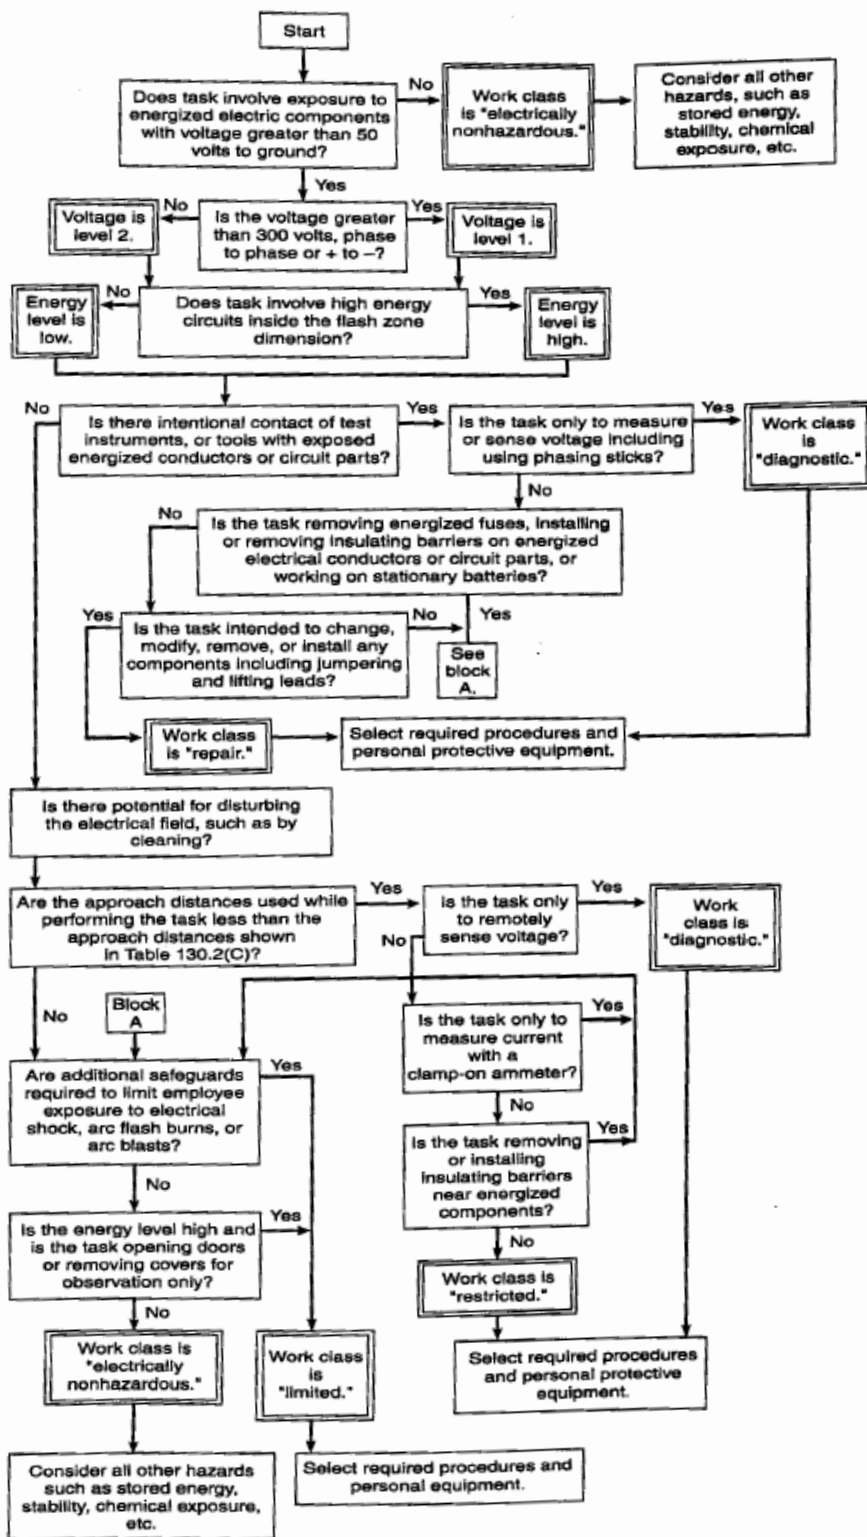 Start
Does task involve exposure to
energized electric components
with voltage greater than 50
volts to ground?
No
Work class
is "electrically
nonhazardous."
Consider all other
hazards, such as
stored energy,
stability, chemical
exposure, etc.
Yes
Voltage is
level 2.
No
Is the voltage greater
than 300 volts, phase
to phase or + to –?
Yes
Voltage is
level 1.
Energy
level is
low.
No
Does task involve high energy
circuits inside the flash zone
dimension?
Yes
Energy
level is
high.
No
Is there intentional contact of test
instruments, or tools with exposed
energized conductors or circuit parts?
Yes
Is the task only to measure
or sense voltage including
using phasing sticks?
Yes
Work class
is
"diagnostic."
No
No
Is the task removing energized fuses, installing
or removing insulating barriers on energized
electrical conductors or circuit parts, or
working on stationary batteries?
Yes
Is the task intended to change,
modify, remove, or install any
components including jumpering
and lifting leads?
No
Yes
See
block
A.
Work class
is "repair."
Select required procedures and
personal protective equipment.
Is there potential for disturbing
the electrical field, such as by
cleaning?
Are the approach distances used while
performing the task less than the
approach distances shown
in Table 130.2(C)?
Yes
Is the task only
to remotely
sense voltage?
Yes
Work
class is
"diagnostic."
No
No
Block
A
Is the task only to
measure current
with a
clamp-on ammeter?
Yes
Are additional safeguards
required to limit employee
exposure to electrical
shock, arc flash burns, or
arc blasts?
Yes
No
Is the task removing
or installing
insulating barriers
near energized
components?
Yes
No
Is the energy level high and
is the task opening doors
or removing covers for
observation only?
Yes
No
Work class is
"restricted."
No
Work class is
"electrically
nonhazardous."
Work class
is
"limited."
Select required procedures
and personal protective
equipment.
Consider all other hazards
such as stored energy,
stability, chemical exposure,
etc.
Select required procedures and
personal equipment.